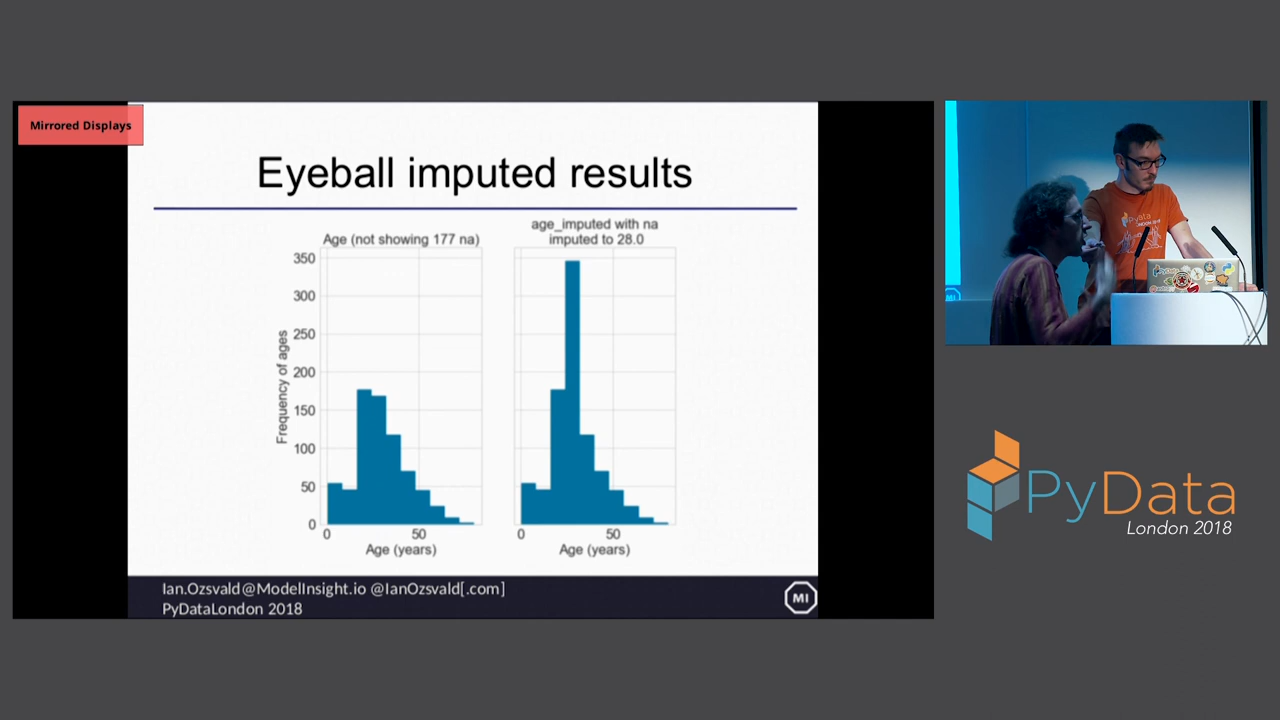 Mirrored Displays
Eyeball imputed results
Age (not showing 177 na)
age_imputed with na
imputed to 28.0
Frequency of ages
350
300
250
200
150
100
50
0
0
50
Age (years)
0
50
Age (years)
Ian.Ozsvald@ModelInsight.io @IanOzsvald[.com]
PyDataLondon 2018
MI
MI
PyData
PyData
London 2018